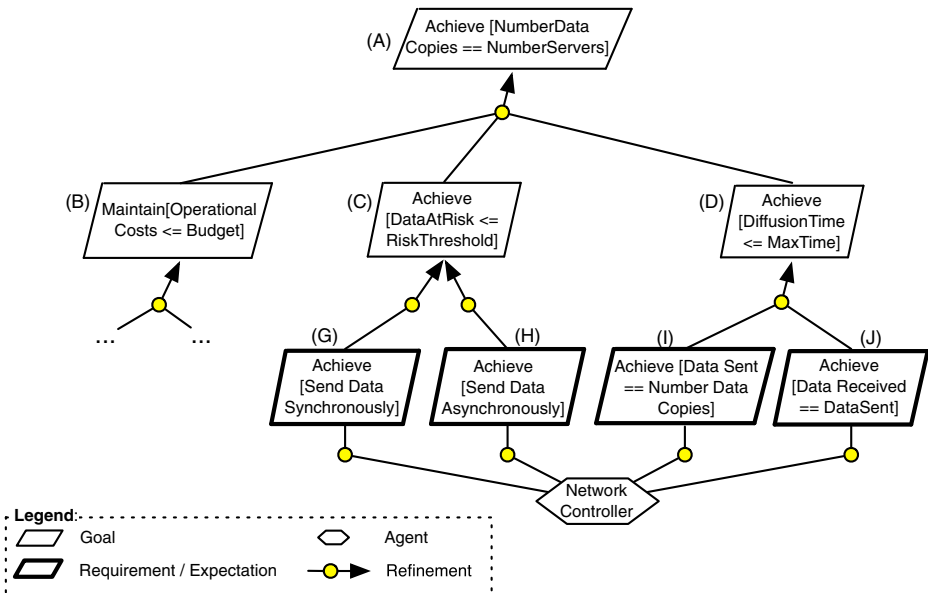 (A)
Achieve [NumberData
Copies == NumberServers]
(B)
Maintain[Operational
Costs <= Budget]
(C)
Achieve
[DataAtRisk <=
RiskThreshold]
(D)
Achieve
[DiffusionTime
<= MaxTime]
...
...
(G)
Achieve
[Send Data
Synchronously]
(H)
Achieve
[Send Data
Asynchronously]
(I)
Achieve [Data Sent
== Number Data
Copies]
(J)
Achieve
[Data Received
== DataSent]
Network
Controller
Legend:
Goal
Agent
Requirement / Expectation
Refinement